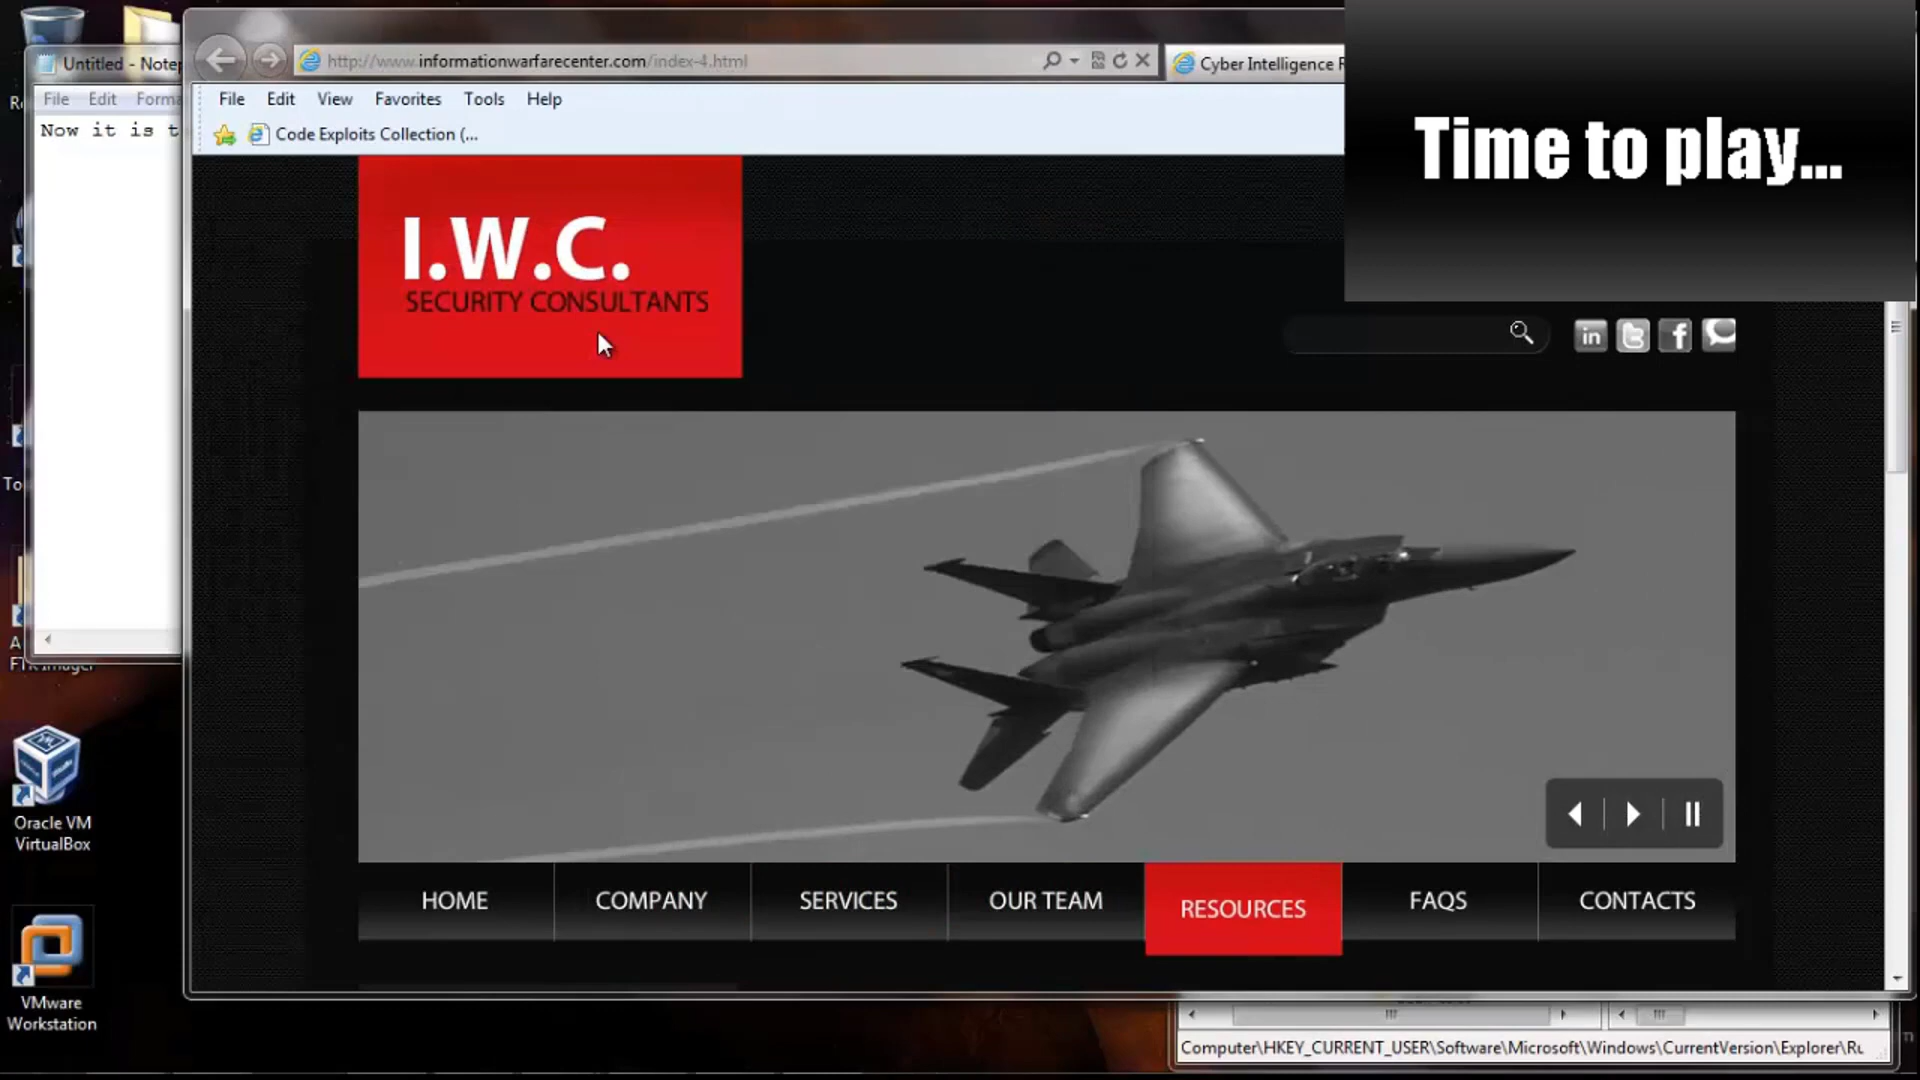 Untitled - Notep
File Edit Forma
Now it is t
http://www.informationwarfarecenter.com/index-4.html
Cyber Intelligence R
File Edit View Favorites Tools Help
Code Exploits Collection (...
Time to play...
I.W.C.
SECURITY CONSULTANTS
in
HOME
COMPANY
SERVICES
OUR TEAM
RESOURCES
FAQS
CONTACTS
Oracle VM
VirtualBox
VMware
Workstation
Computer\HKEY_CURRENT_USER\Software\Microsoft\Windows\CurrentVersion\Explorer\Ru